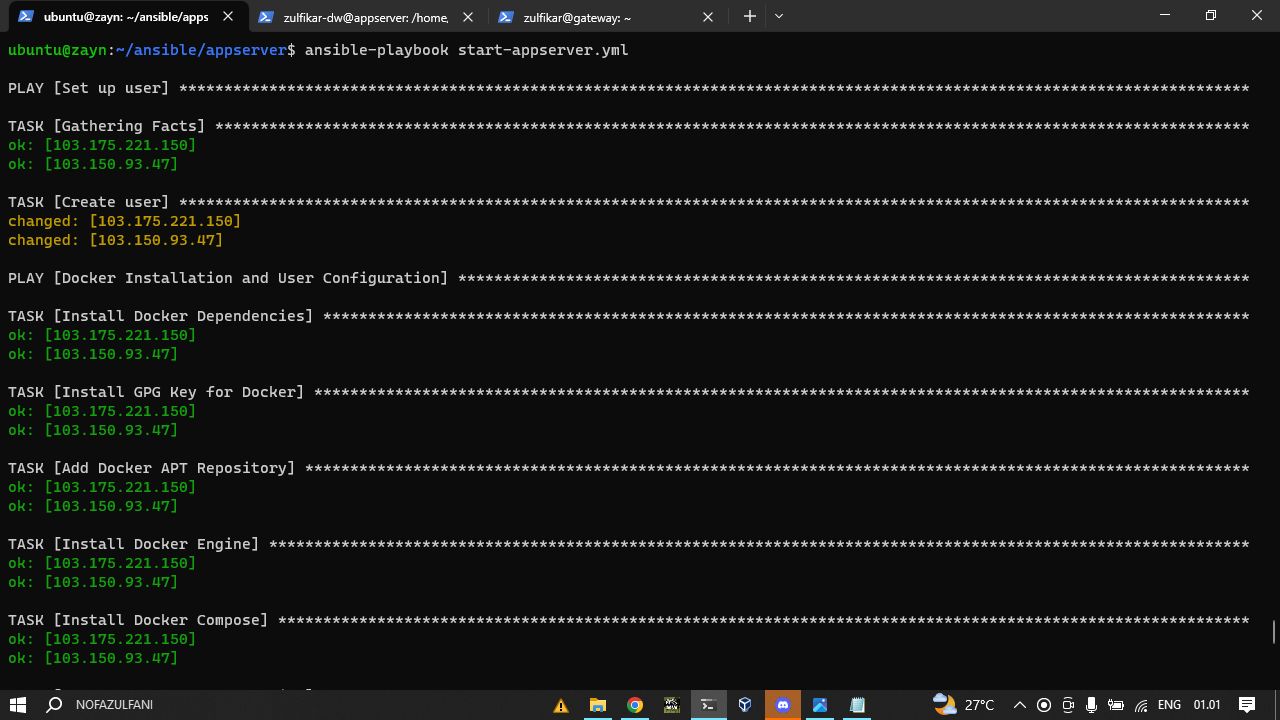 ubuntu@zayn: ~/ansible/apps
zulfikar-dw@appserver: /home,
zulfikar@gateway: ~
ubuntu@zayn:~/ansible/appserver$ ansible-playbook start-appserver.yml
PLAY [Set up user] ***********************************************************************************************************************
TASK [Gathering Facts] *******************************************************************************************************************
ok: [103.175.221.150]
ok: [103.150.93.47]
TASK [Create user] ***********************************************************************************************************************
changed: [103.175.221.150]
changed: [103.150.93.47]
PLAY [Docker Installation and User Configuration] ****************************************************************************************
TASK [Install Docker Dependencies] *******************************************************************************************************
ok: [103.175.221.150]
ok: [103.150.93.47]
TASK [Install GPG Key for Docker] ********************************************************************************************************
ok: [103.175.221.150]
ok: [103.150.93.47]
TASK [Add Docker APT Repository] *********************************************************************************************************
ok: [103.175.221.150]
ok: [103.150.93.47]
TASK [Install Docker Engine] *************************************************************************************************************
ok: [103.175.221.150]
ok: [103.150.93.47]
TASK [Install Docker Compose] ************************************************************************************************************
ok: [103.175.221.150]
ok: [103.150.93.47]
NOFAZULFANI
27°C
ENG
01.01